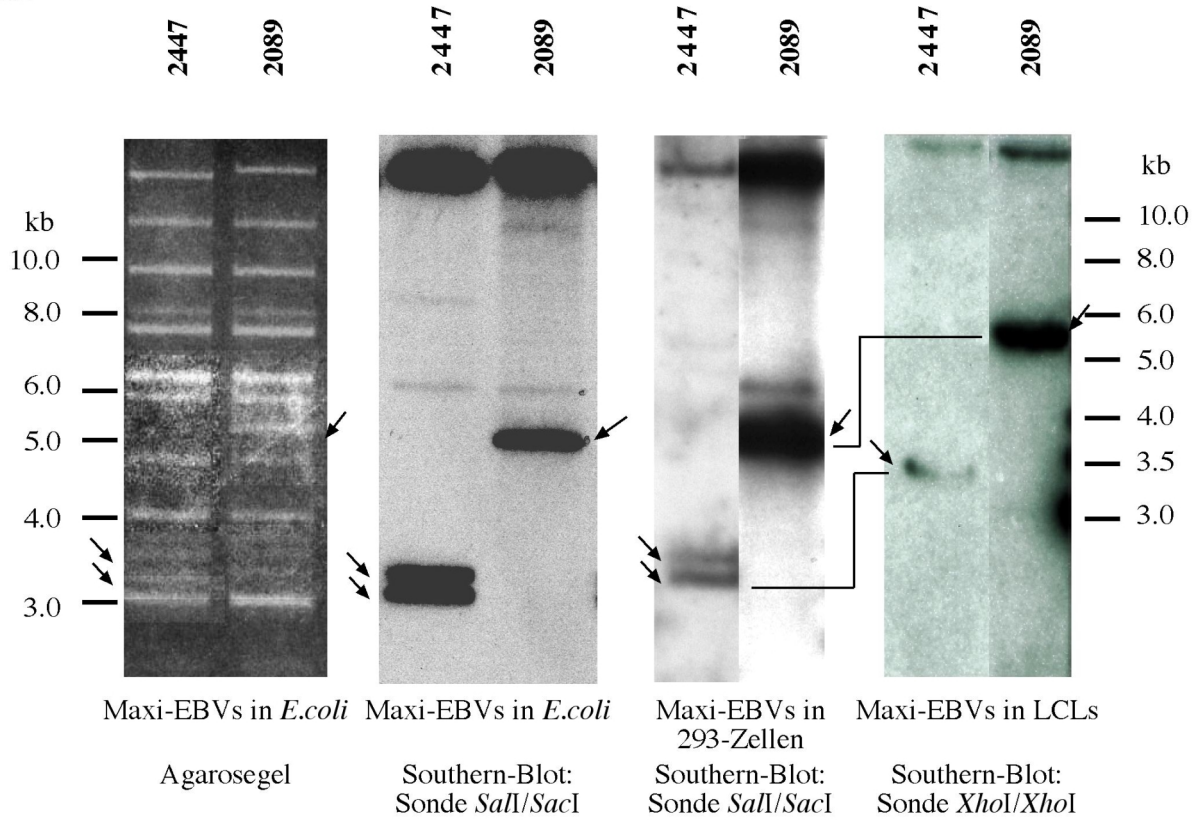 2447 2089 2447 2089 2447 2089 2447 2089
kb
10.0
8.0
6.0
5.0
4.0
3.0
kb
10.0
8.0
6.0
5.0
4.0
3.5
3.0
Maxi-EBVs in E.coli
Agarosegel
Maxi-EBVs in E.coli
Southern-Blot:
Sonde SalI/SacI
Maxi-EBVs in
293-Zellen
Southern-Blot:
Sonde SalI/SacI
Maxi-EBVs in LCLs
Southern-Blot:
Sonde XhoI/XhoI